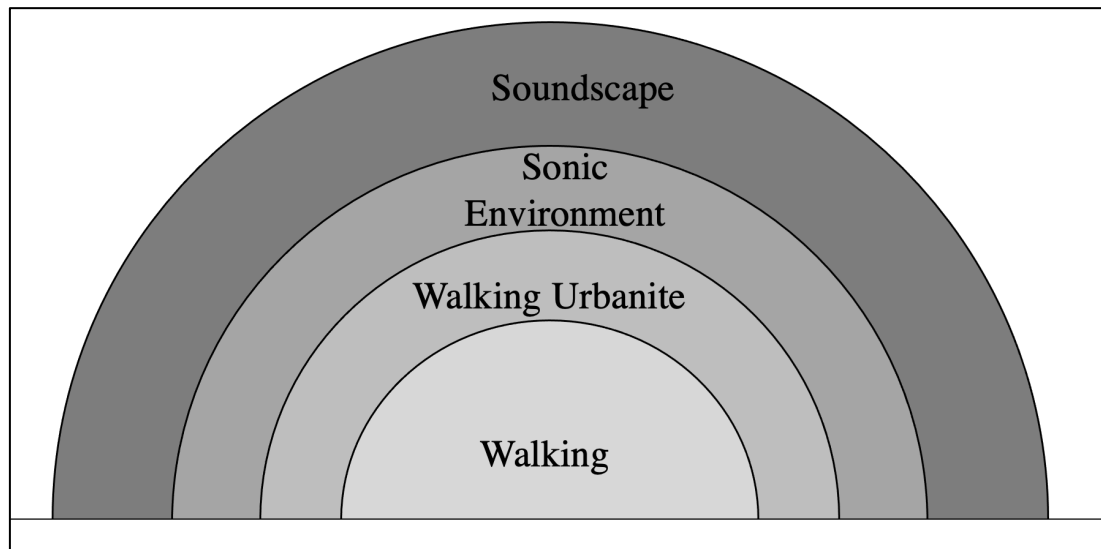 Soundscape
Sonic
Environment
Walking Urbanite
Walking